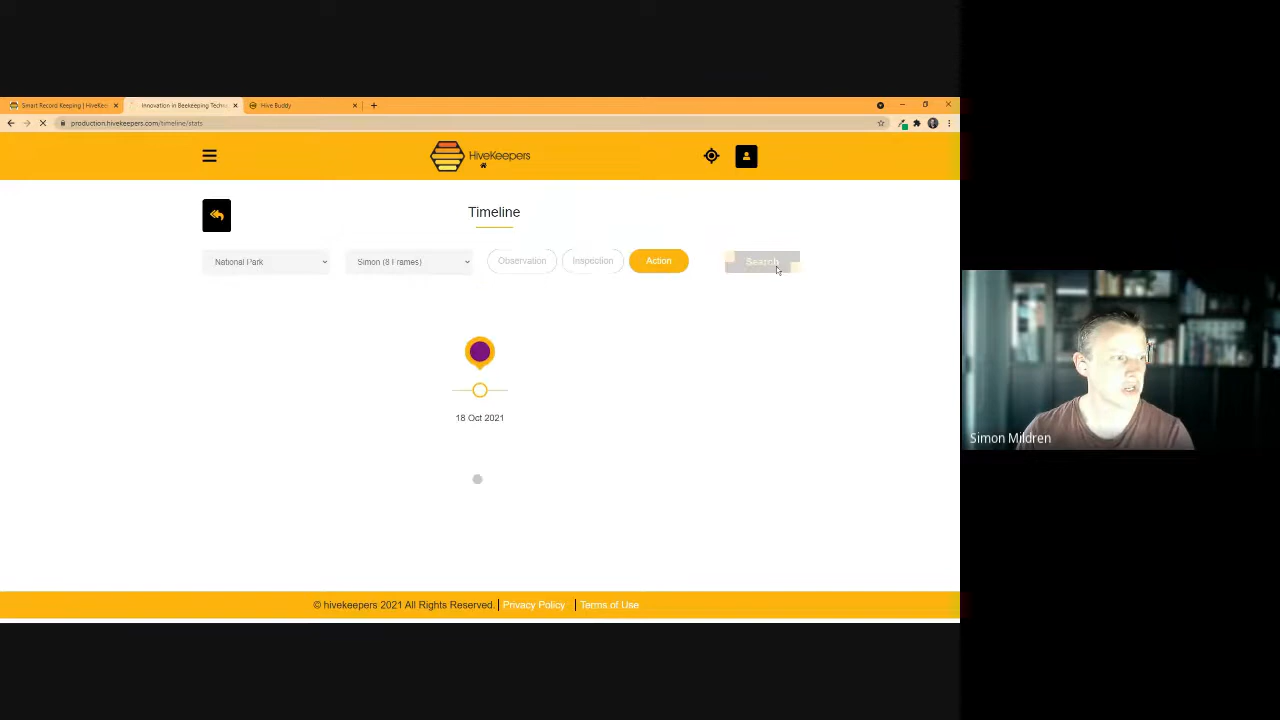 Smart Record Keeping | HiveKee
Innovation in Beekeeping Techn
Hive Buddy
production.hivekeepers.com/timeline/stats
HiveKeepers
Timeline
National Park
Simon (8 Frames)
Observation
Inspection
Action
Search
18 Oct 2021
Simon Mildren
© hivekeepers 2021 All Rights Reserved. | Privacy Policy | Terms of Use